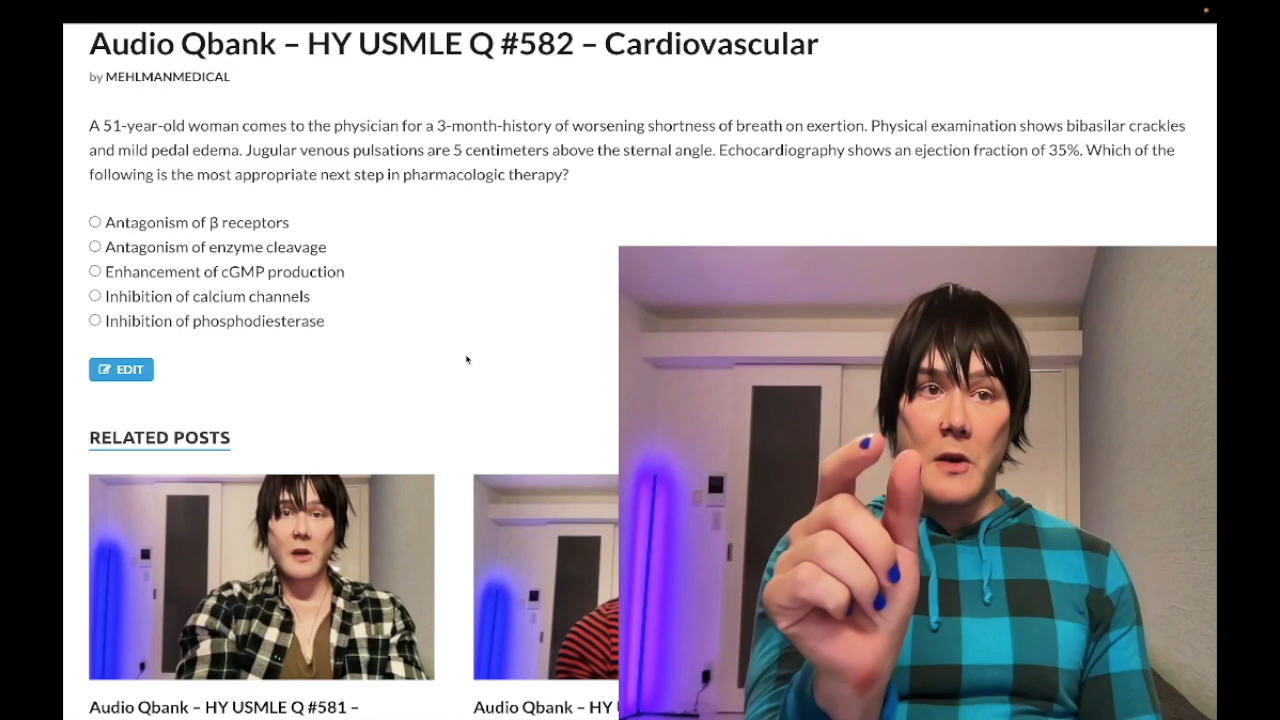 Audio Qbank – HY USMLE Q #582 – Cardiovascular
by MEHLMANMEDICAL
A 51-year-old woman comes to the physician for a 3-month-history of worsening shortness of breath on exertion. Physical examination shows bibasilar crackles
and mild pedal edema. Jugular venous pulsations are 5 centimeters above the sternal angle. Echocardiography shows an ejection fraction of 35%. Which of the
following is the most appropriate next step in pharmacologic therapy?
Antagonism of β receptors
Antagonism of enzyme cleavage
Enhancement of cGMP production
Inhibition of calcium channels
Inhibition of phosphodiesterase
EDIT
RELATED POSTS
Audio Qbank – HY USMLE Q #581 –
Audio Qbank – HY